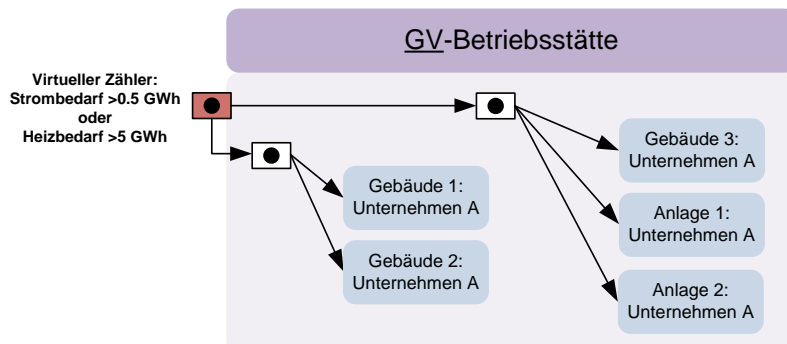 GV-Betriebsstätte
Virtueller Zähler:
Strombedarf >0.5 GWh
oder
Heizbedarf >5 GWh
Gebäude 1:
Unternehmen A
Gebäude 2:
Unternehmen A
Gebäude 3:
Unternehmen A
Anlage 1:
Unternehmen A
Anlage 2:
Unternehmen A